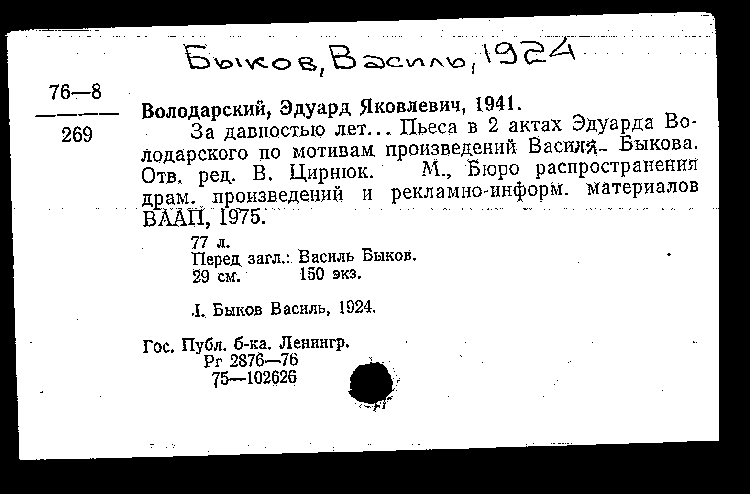 Быков, Василь, 1924
76—8
269
Володарский, Эдуард Яковлевич, 1941.
За давностью лет... Пьеса в 2 актах Эдуарда Во-
лодарского по мотивам произведений Василя Быкова.
Отв. ред. В. Цирнюк. М., Бюро распространения
драм. произведений и рекламно-информ. материалов
ВААП, 1975.
77 л.
Перед загл.: Василь Быков.
29 см. 150 экз.
I. Быков Василь, 1924.
Гос. Публ. б-ка. Ленингр.
Рг 2876—76
75—102626